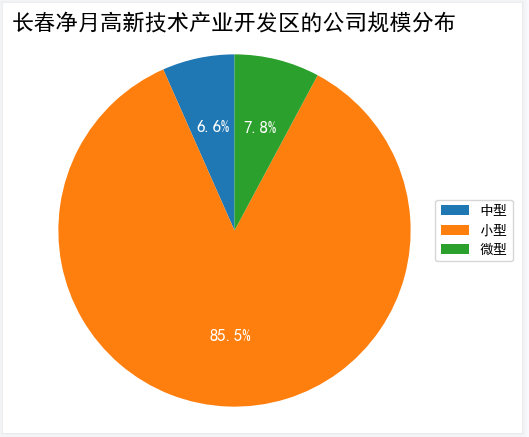 长春净月高新技术产业开发区的公司规模分布
6.6%
7.8%
中型
小型
微型
85.5%